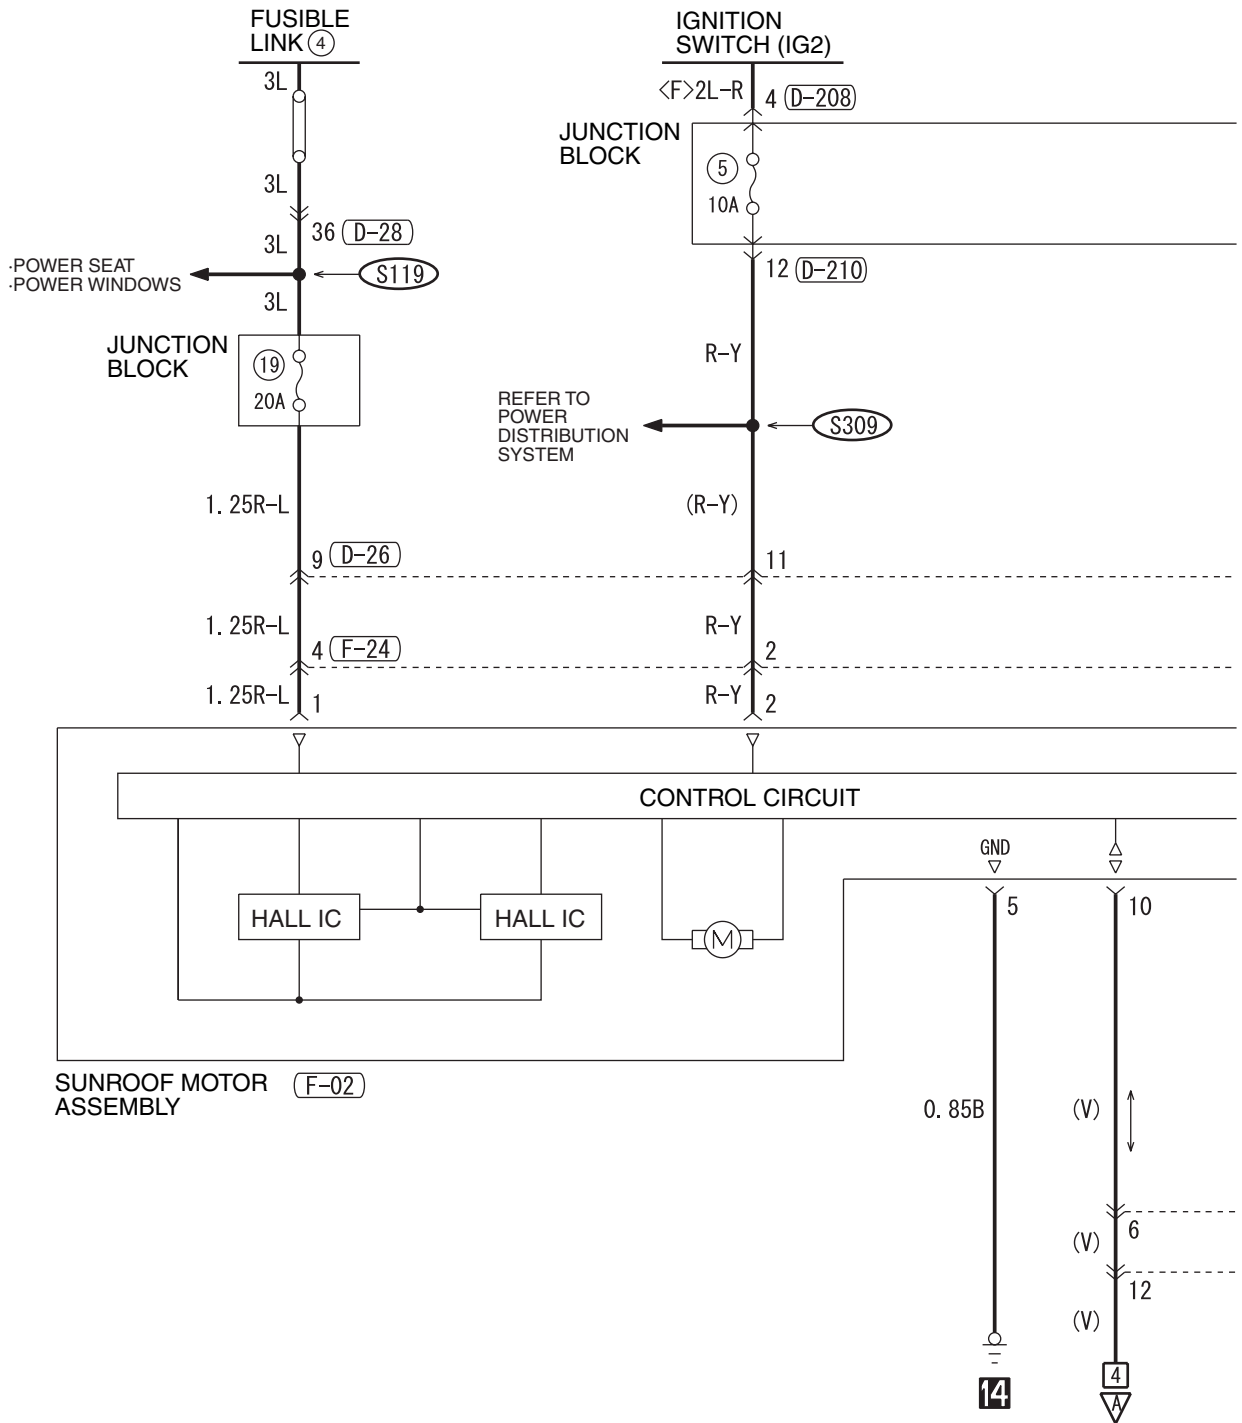 FUSIBLE
LINK ④
IGNITION
SWITCH (IG2)
3L
<F>2L-R
4 D-208
JUNCTION
BLOCK
5
10A
3L
36 D-28
3L
·POWER SEAT
·POWER WINDOWS
S119
12 D-210
3L
JUNCTION
BLOCK
19
20A
R-Y
REFER TO
POWER
DISTRIBUTION
SYSTEM
S309
1.25R-L
(R-Y)
9 D-26
11
1.25R-L
R-Y
4 F-24
2
1.25R-L
1
R-Y
2
CONTROL CIRCUIT
GND
HALL IC
HALL IC
M
5
10
SUNROOF MOTOR
ASSEMBLY
F-02
0.85B
(V)
6
(V)
12
(V)
14
4
A